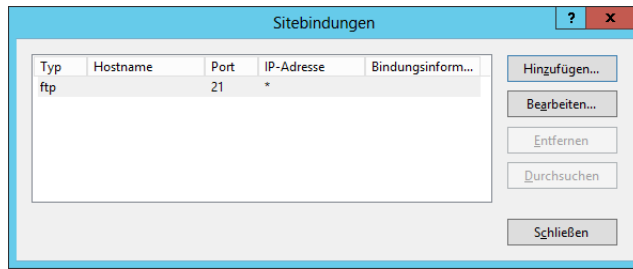 Sitebindungen
? x
Typ Hostname Port IP-Adresse Bindungsinform...
ftp 21 *
Hinzufügen...
Bearbeiten...
Entfernen
Durchsuchen
Schließen